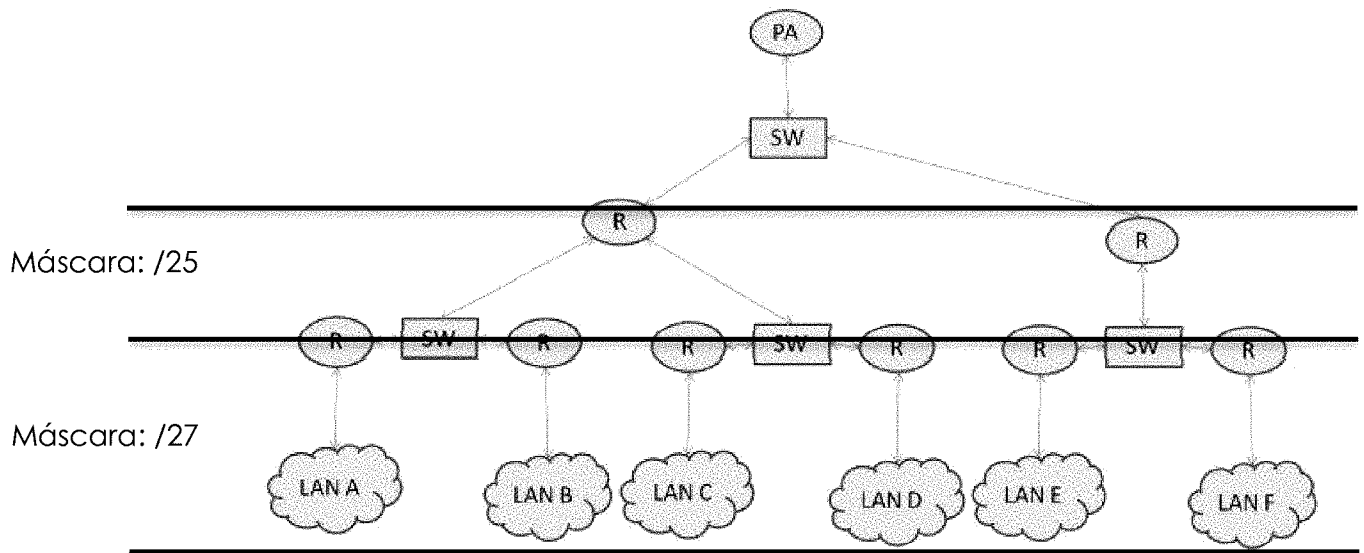 PA
SW
R
R
Máscara: /25
R
SW
R
R
SW
R
R
SW
R
Máscara: /27
LAN A
LAN B
LAN C
LAN D
LAN E
LAN F